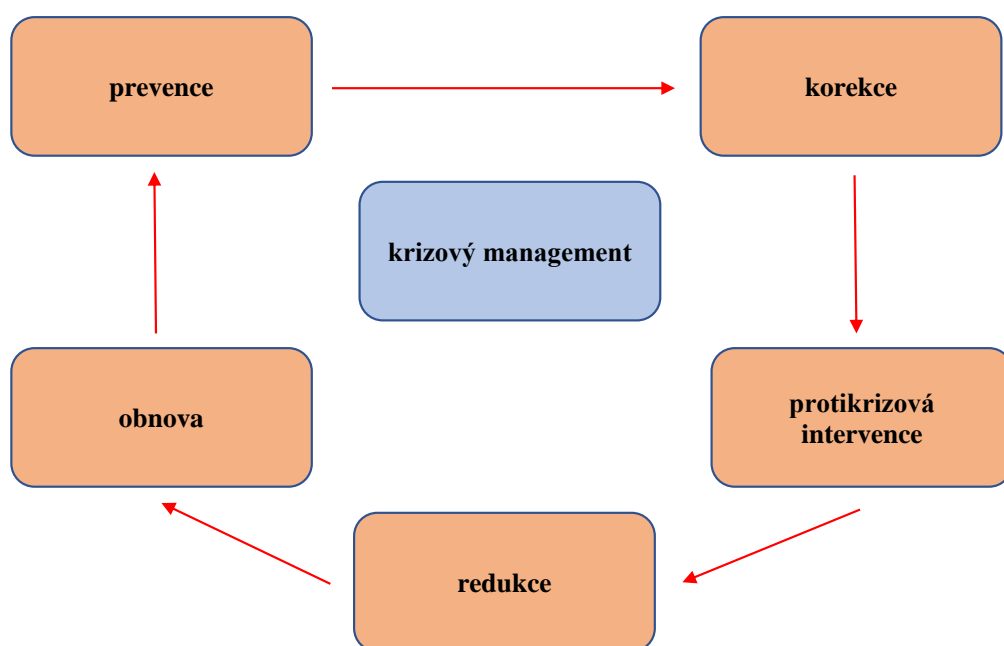 prevence
korekce
krizový management
obnova
protikrizová
intervence
redukce